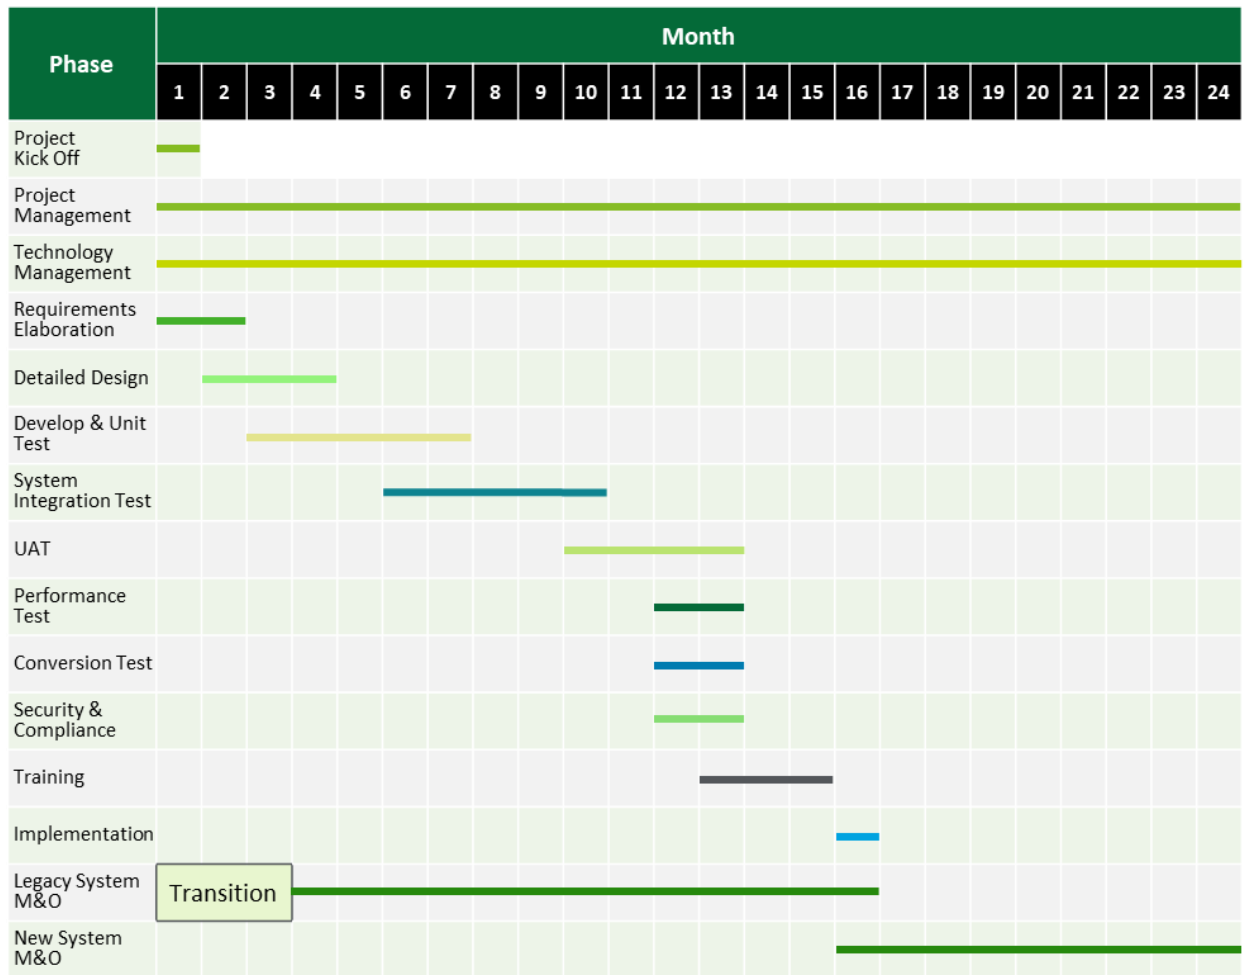 Phase
Month
1 2 3 4 5 6 7 8 9 10 11 12 13 14 15 16 17 18 19 20 21 22 23 24
Project
Kick Off
Project
Management
Technology
Management
Requirements
Elaboration
Detailed Design
Develop & Unit
Test
System
Integration Test
UAT
Performance
Test
Conversion Test
Security &
Compliance
Training
Implementation
Legacy System
M&O
Transition
New System
M&O